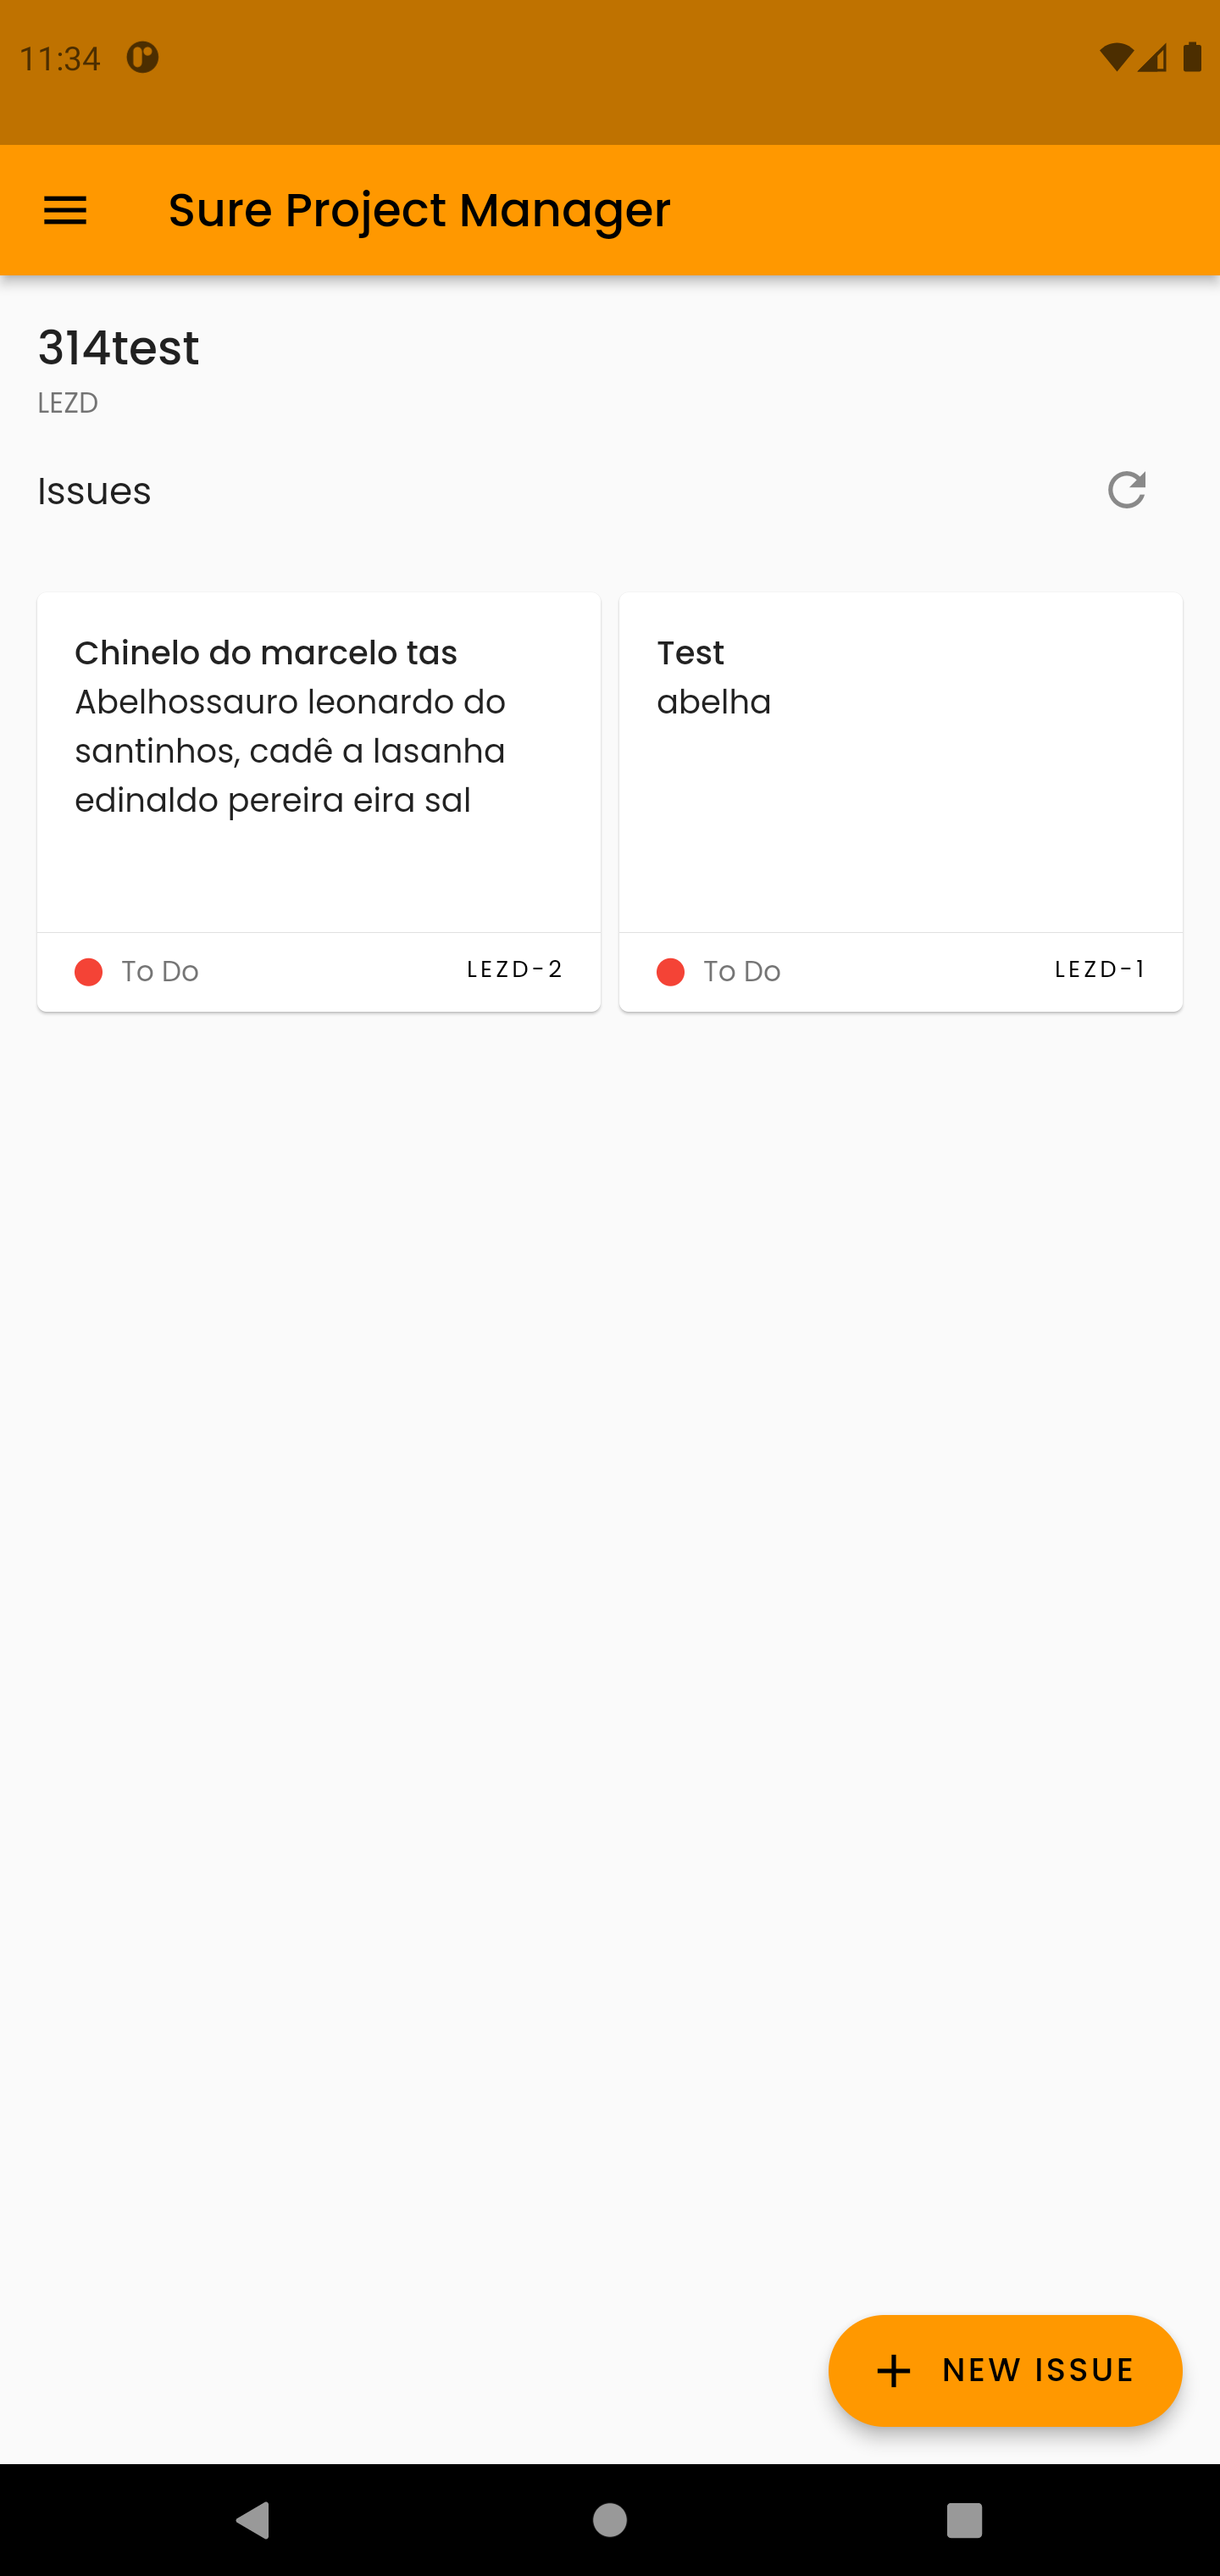 11:34
Sure Project Manager
314test
LEZD
Issues
Chinelo do marcelo tas
Abelhossauro leonardo do
santinhos, cadê a lasanha
edinaldo pereira eira sal
To Do
LEZD-2
Test
abelha
To Do
LEZD-1
NEW ISSUE